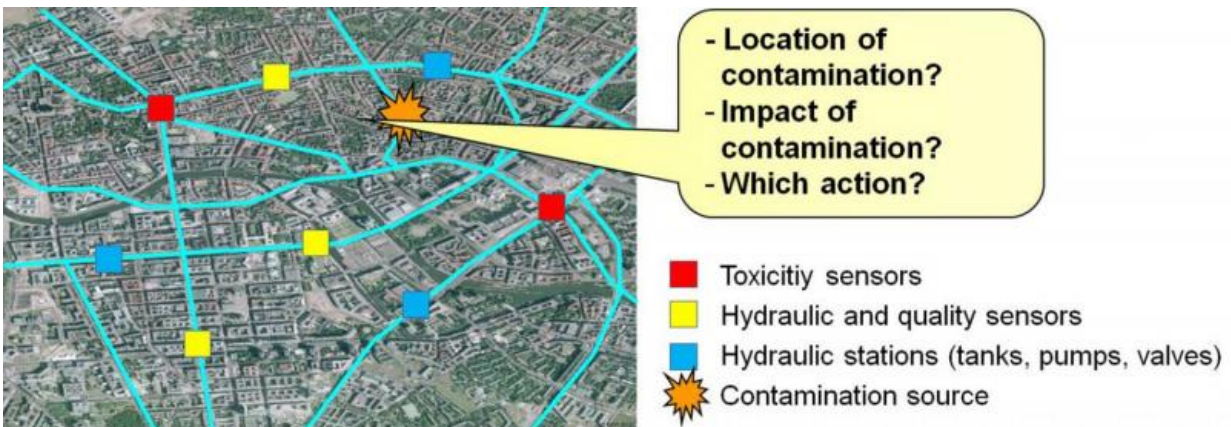 - Location of
contamination?
- Impact of
contamination?
- Which action?
Toxicitiy sensors
Hydraulic and quality sensors
Hydraulic stations (tanks, pumps, valves)
Contamination source